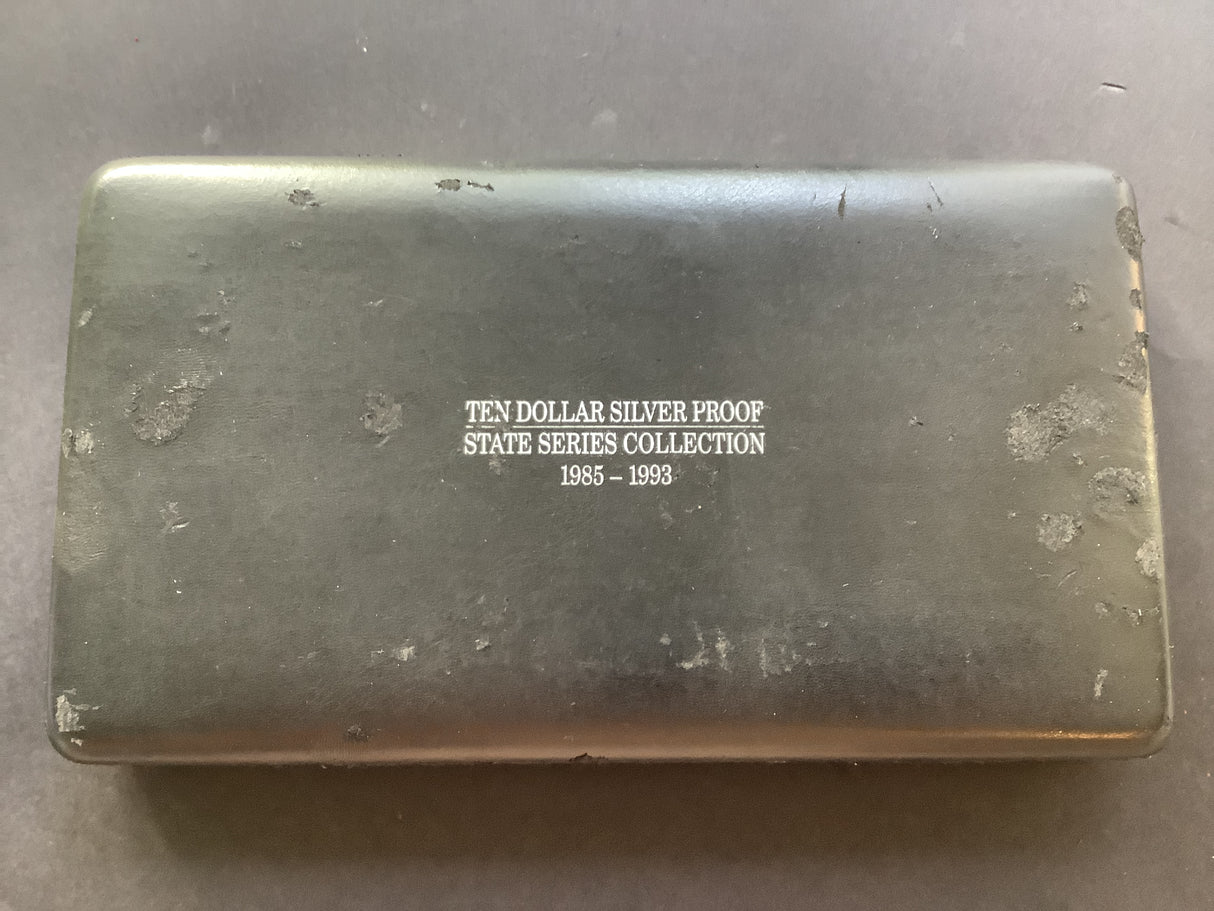 TEN DOLLAR SILVER PROOF
STATE SERIES COLLECTION
1985 – 1993